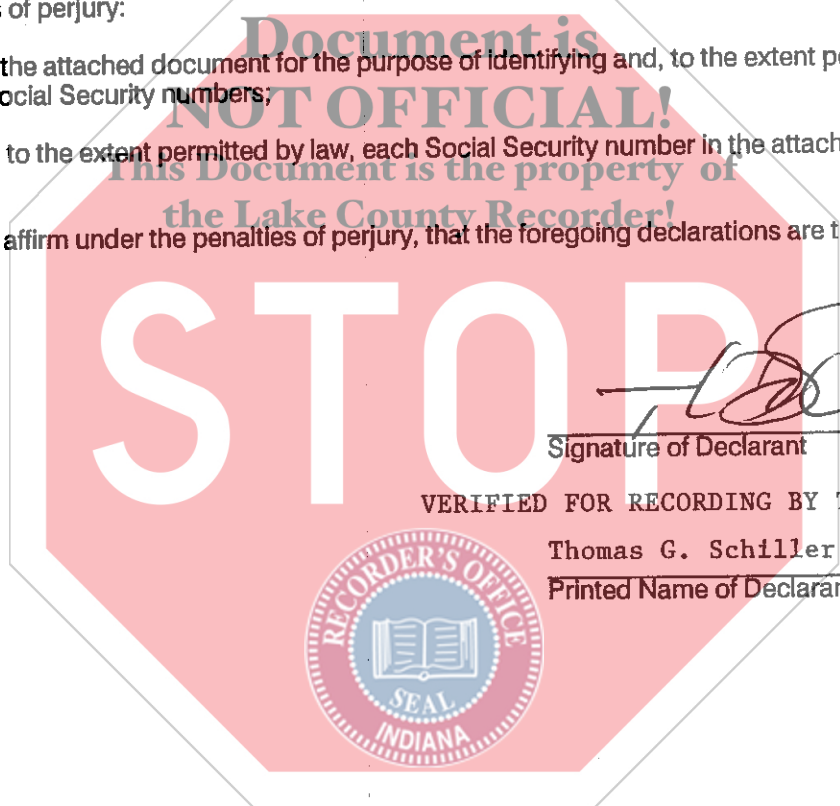 s of perjury:
Document is
the attached document for the purpose of identifying and, to the extent pe
ocial Security numbers;
NOT OFFICIAL!
to the extent permitted by law, each Social Security number in the attach
This Document is the property of
the Lake County Recorder!
affirm under the penalties of perjury, that the foregoing declarations are t
STOP
Signature of Declarant
VERIFIED FOR RECORDING BY T
Thomas G. Schiller
Printed Name of Declaran
RECORDER'S OFFICE
SEAL
INDIANA